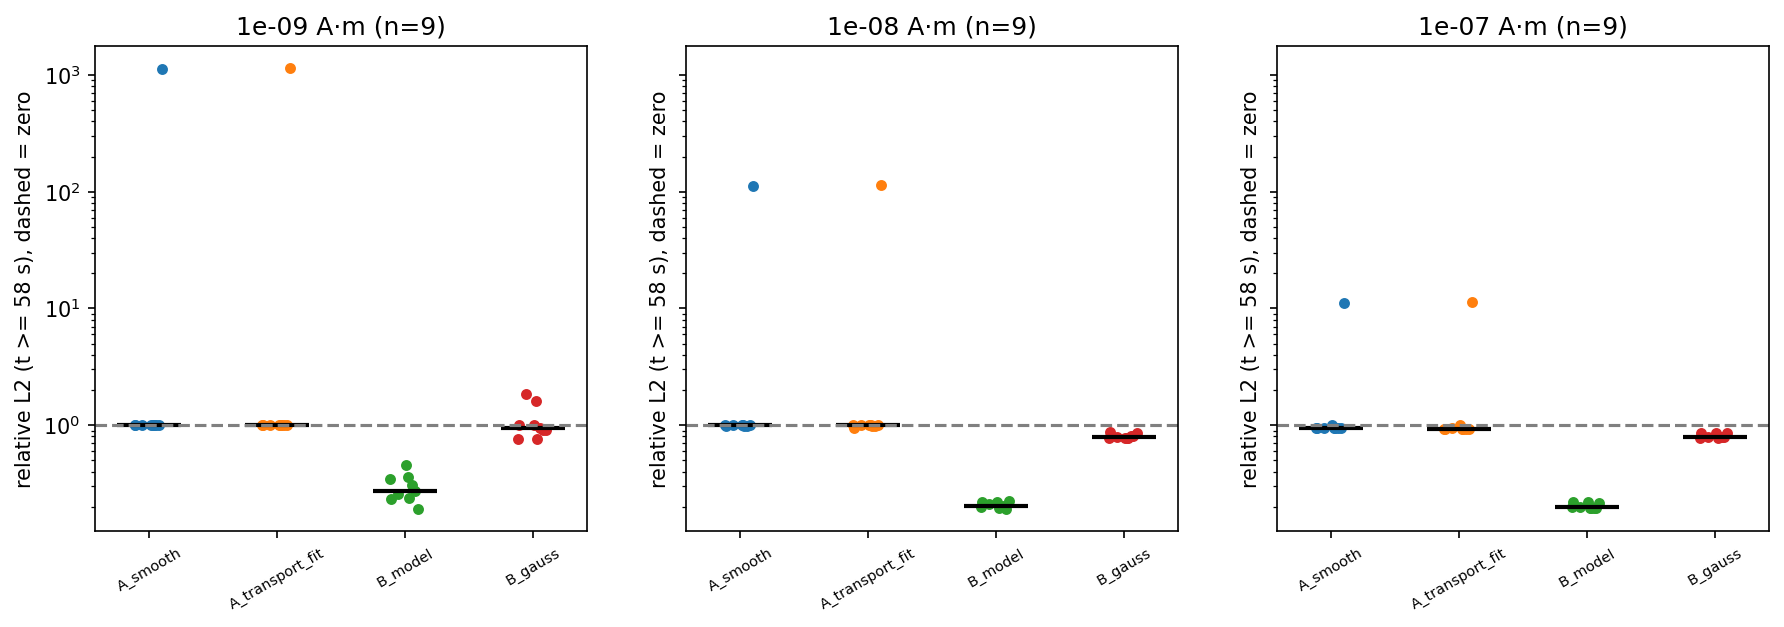 1e-09 A·m (n=9)
1e-08 A·m (n=9)
1e-07 A·m (n=9)
relative L2 (t >= 58 s), dashed = zero
10³
10²
10¹
10⁰
A_smooth
A_transport_fit
B_model
B_gauss
relative L2 (t >= 58 s), dashed = zero
A_smooth
A_transport_fit
B_model
B_gauss
relative L2 (t >= 58 s), dashed = zero
A_smooth
A_transport_fit
B_model
B_gauss